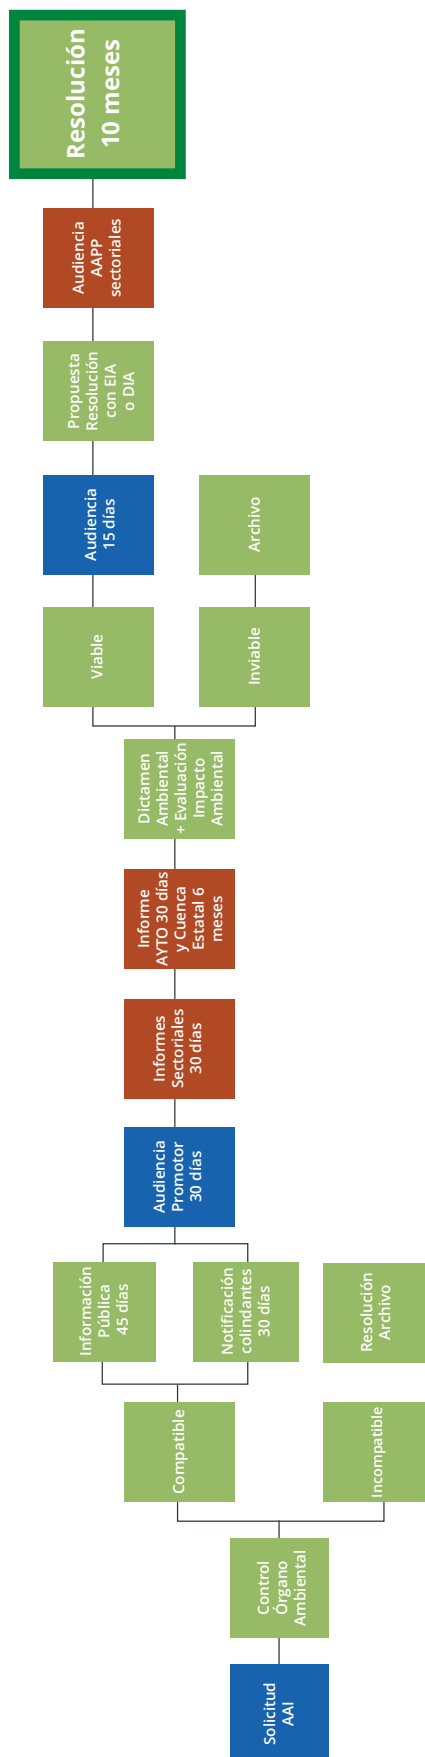 Solicitud
AAI
Control
Órgano
Ambiental
Compatible
Incompatible
Información
Pública
45 días
Notificación
colindantes
30 días
Resolución
Archivo
Audiencia
Promotor
30 días
Informes
Sectoriales
30 días
Informe
AYTO 30 días
y Cuenca
Estatal 6
meses
Dictamen
Ambiental
+ Evaluación
Impacto
Ambiental
Viable
Inviable
Audiencia
15 días
Archivo
Propuesta
Resolución
con EIA
o DIA
Audiencia
AAPP
sectoriales
Resolución
10 meses